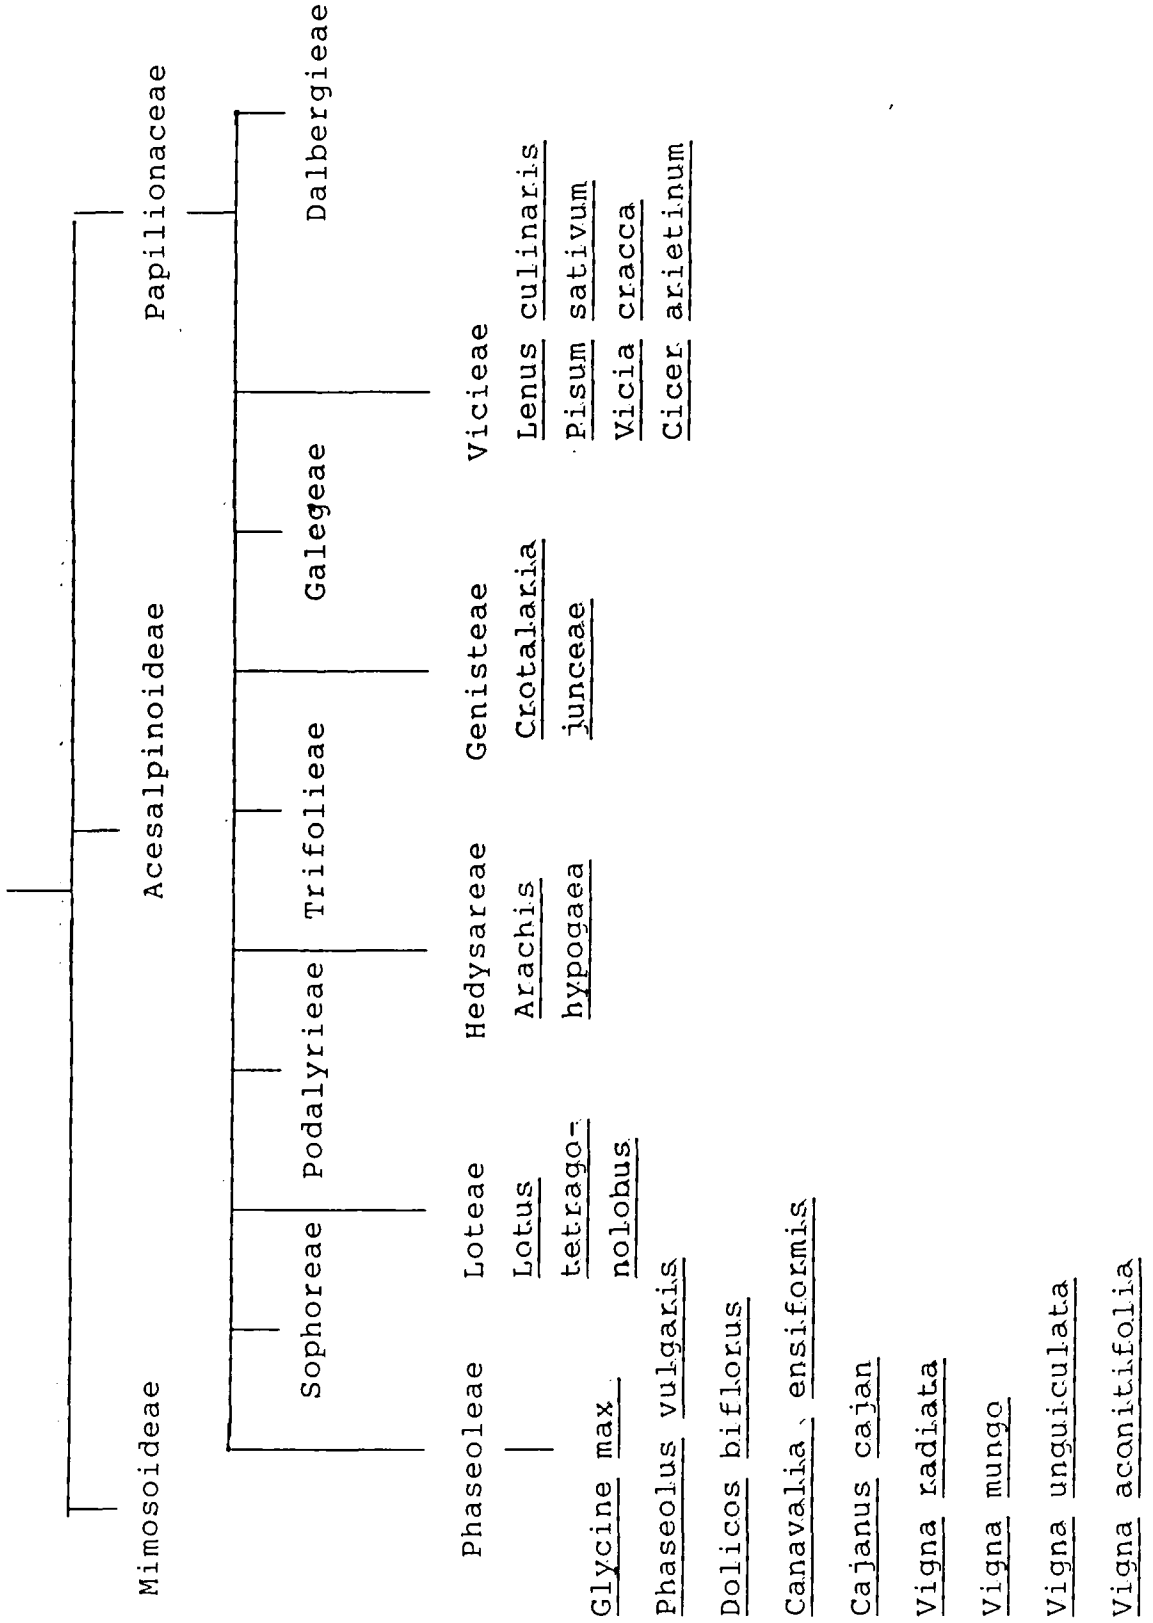 Mimosoideae
Acesalpinoideae
Papilionaceae
Sophoreae
Podalyrieae
Trifolieae
Galegeae
Dalbergieae
Phaseoleae
Glycine max
Phaseolus vulgaris
Dolicos biflorus
Canavalia ensiformis
Cajanus cajan
Vigna radiata
Vigna mungo
Vigna unguiculata
Vigna aconitifolia
Loteae
Lotus
tetrago-
nolobus
Hedysareae
Arachis
hypogaea
Genisteae
Crotalaria
junceae
Vicieae
Lenus culinaris
Pisum sativum
Vicia cracca
Cicer arietinum